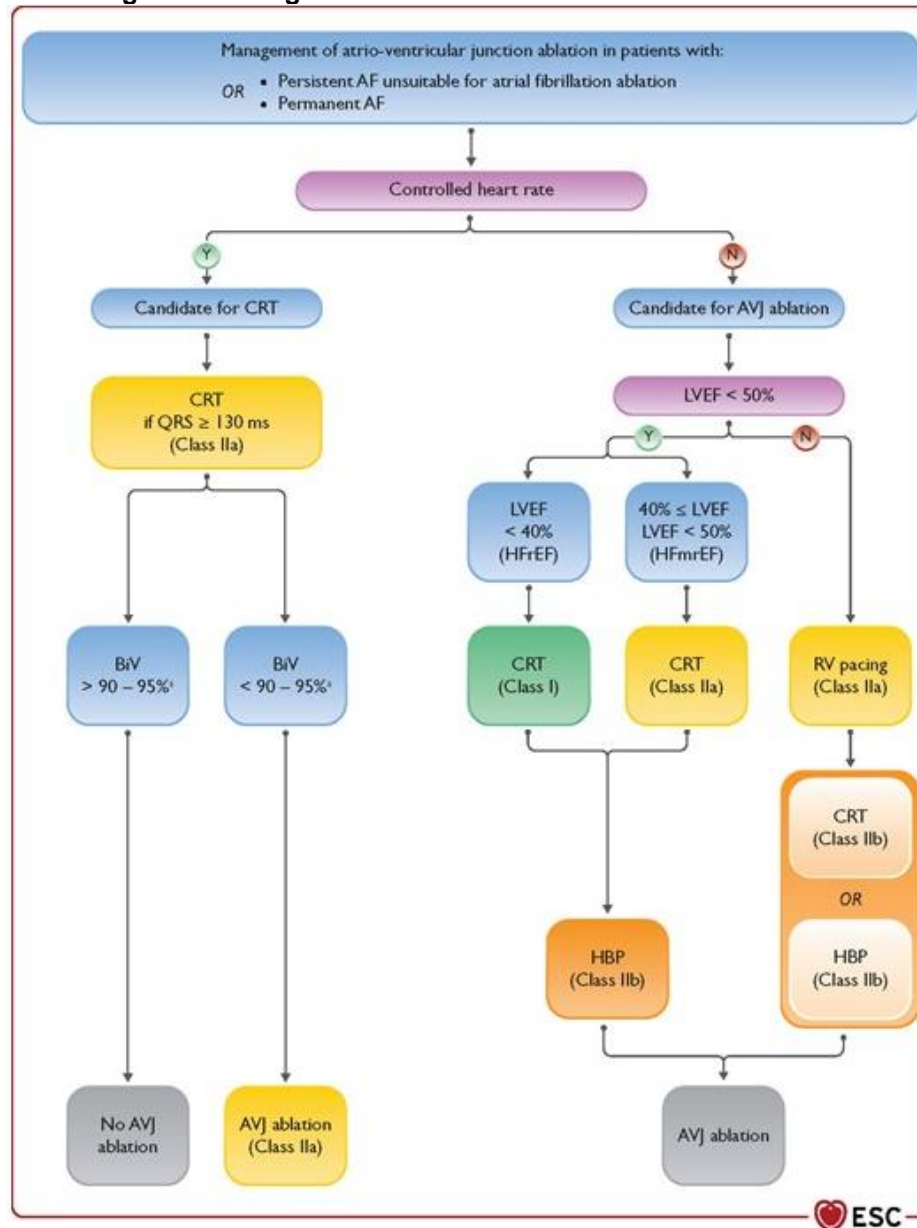 Management of atrio-ventricular junction ablation in patients with:
OR
• Persistent AF unsuitable for atrial fibrillation ablation
• Permanent AF
Controlled heart rate
Y
N
Candidate for CRT
Candidate for AVJ ablation
CRT
if QRS ≥ 130 ms
(Class IIa)
LVEF < 50%
Y
N
LVEF
< 40%
(HFrEF)
40% ≤ LVEF
LVEF < 50%
(HFmrEF)
BiV
> 90 – 95%
BiV
< 90 – 95%
CRT
(Class I)
CRT
(Class IIa)
RV pacing
(Class IIa)
CRT
(Class IIb)
OR
HBP
(Class IIb)
HBP
(Class IIb)
No AVJ
ablation
AVJ ablation
(Class IIa)
AVJ ablation
ESC